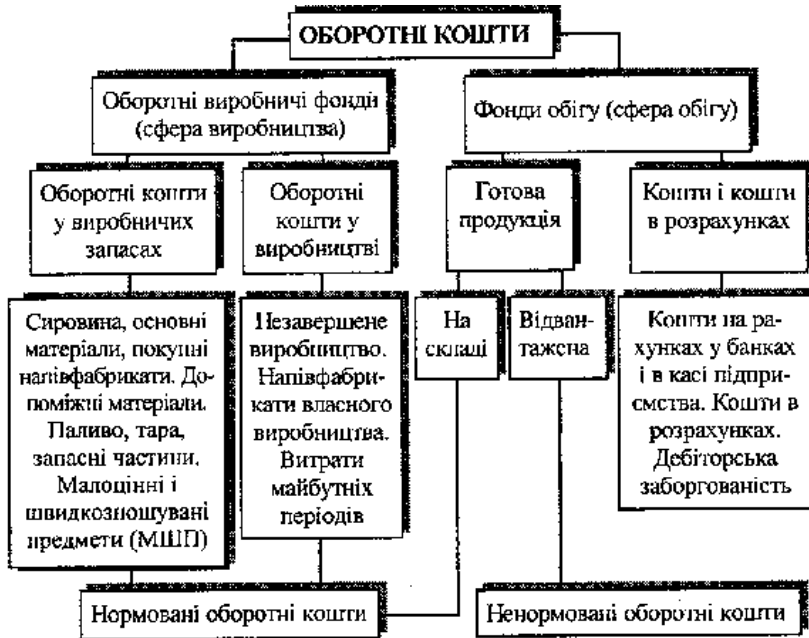 ОБОРОТНІ КОШТИ
Оборотні виробничі фонди
(сфера виробництва)
Фонди обігу (сфера обігу)
Оборотні кошти
у виробничих
запасах
Оборотні
кошти у
виробництві
Готова
продукція
Кошти і кошти
в розрахунках
Сировина, основні
матеріали, покупні
напівфабрикати. До-
поміжні матеріали.
Паливо, тара,
запасні частини.
Малоцінні і
швидкозношувані
предмети (МШП)
Незавершене
виробництво.
Напівфабри-
кати власного
виробництва.
Витрати
майбутніх
періодів
На
складі
Відван-
тажена
Кошти на ра-
хунках у банках
і в касі підпри-
ємства. Кошти в
розрахунках.
Дебіторська
заборгованість
Нормовані оборотні кошти
Ненормовані оборотні кошти